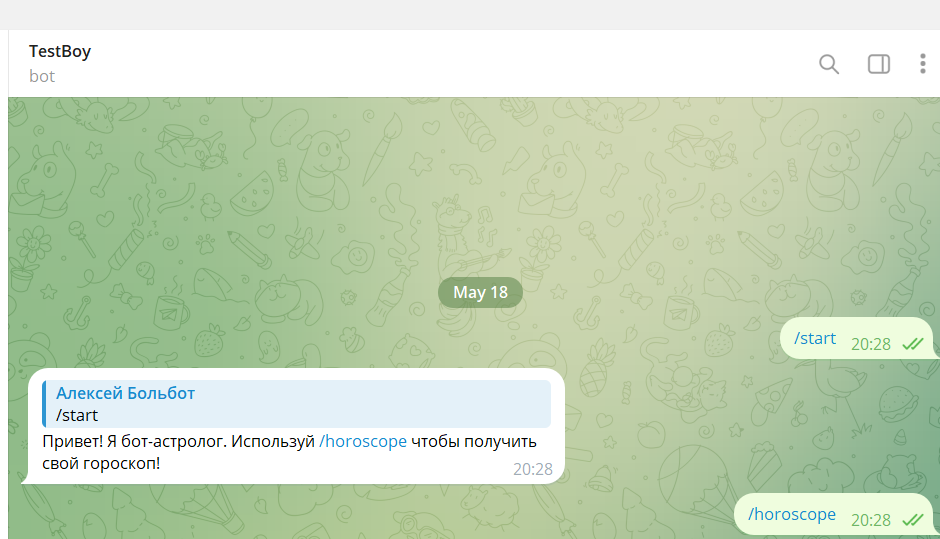 TestBoy
bot
May 18
/start 20:28
Алексей Больбот
/start
Привет! Я бот-астролог. Используй /horoscope чтобы получить
свой гороскоп!
20:28
/horoscope 20:28